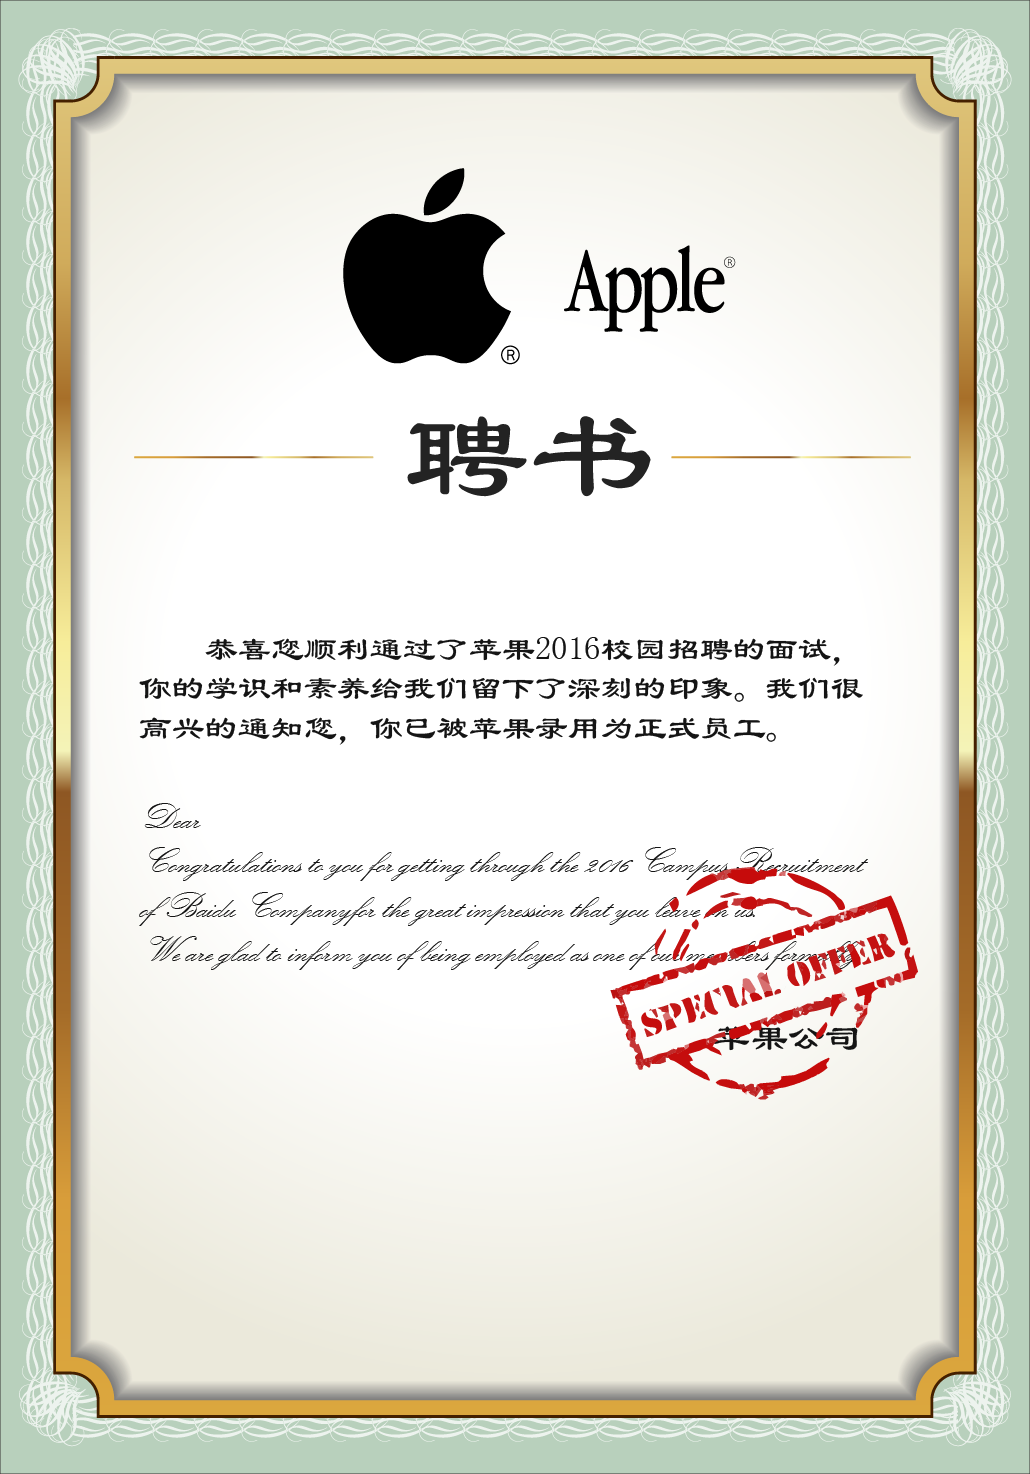 Apple®
®
聘书
恭喜您顺利通过了苹果2016校园招聘的面试，
你的学识和素养给我们留下了深刻的印象。我们很
高兴的通知您，你已被苹果录用为正式员工。
Dear
Congratulations to you for getting through the 2016 Campus Recruitment
of Baidu Companyfor the great impression that you leave on us.
We are glad to inform you of being employed as one of our members formally.
SPECIAL OFFER
苹果公司